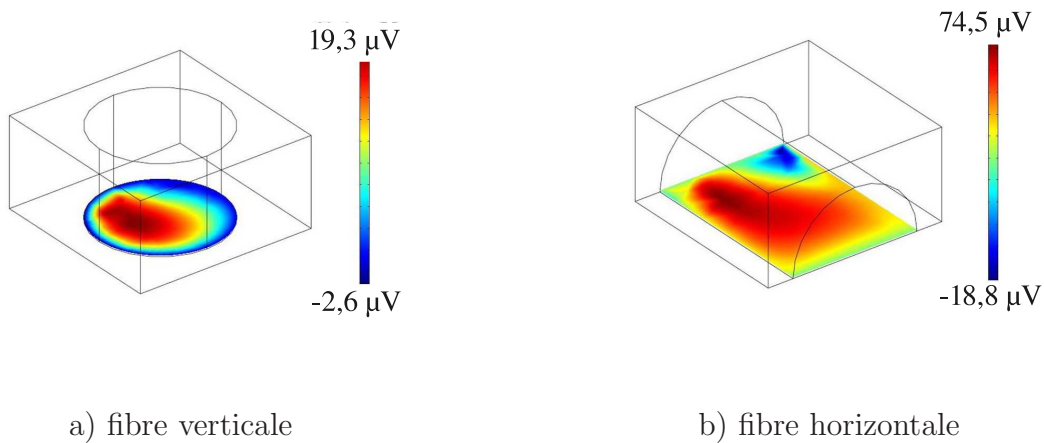 19,3 µV
-2,6 µV
74,5 µV
-18,8 µV
a) fibre verticale
b) fibre horizontale